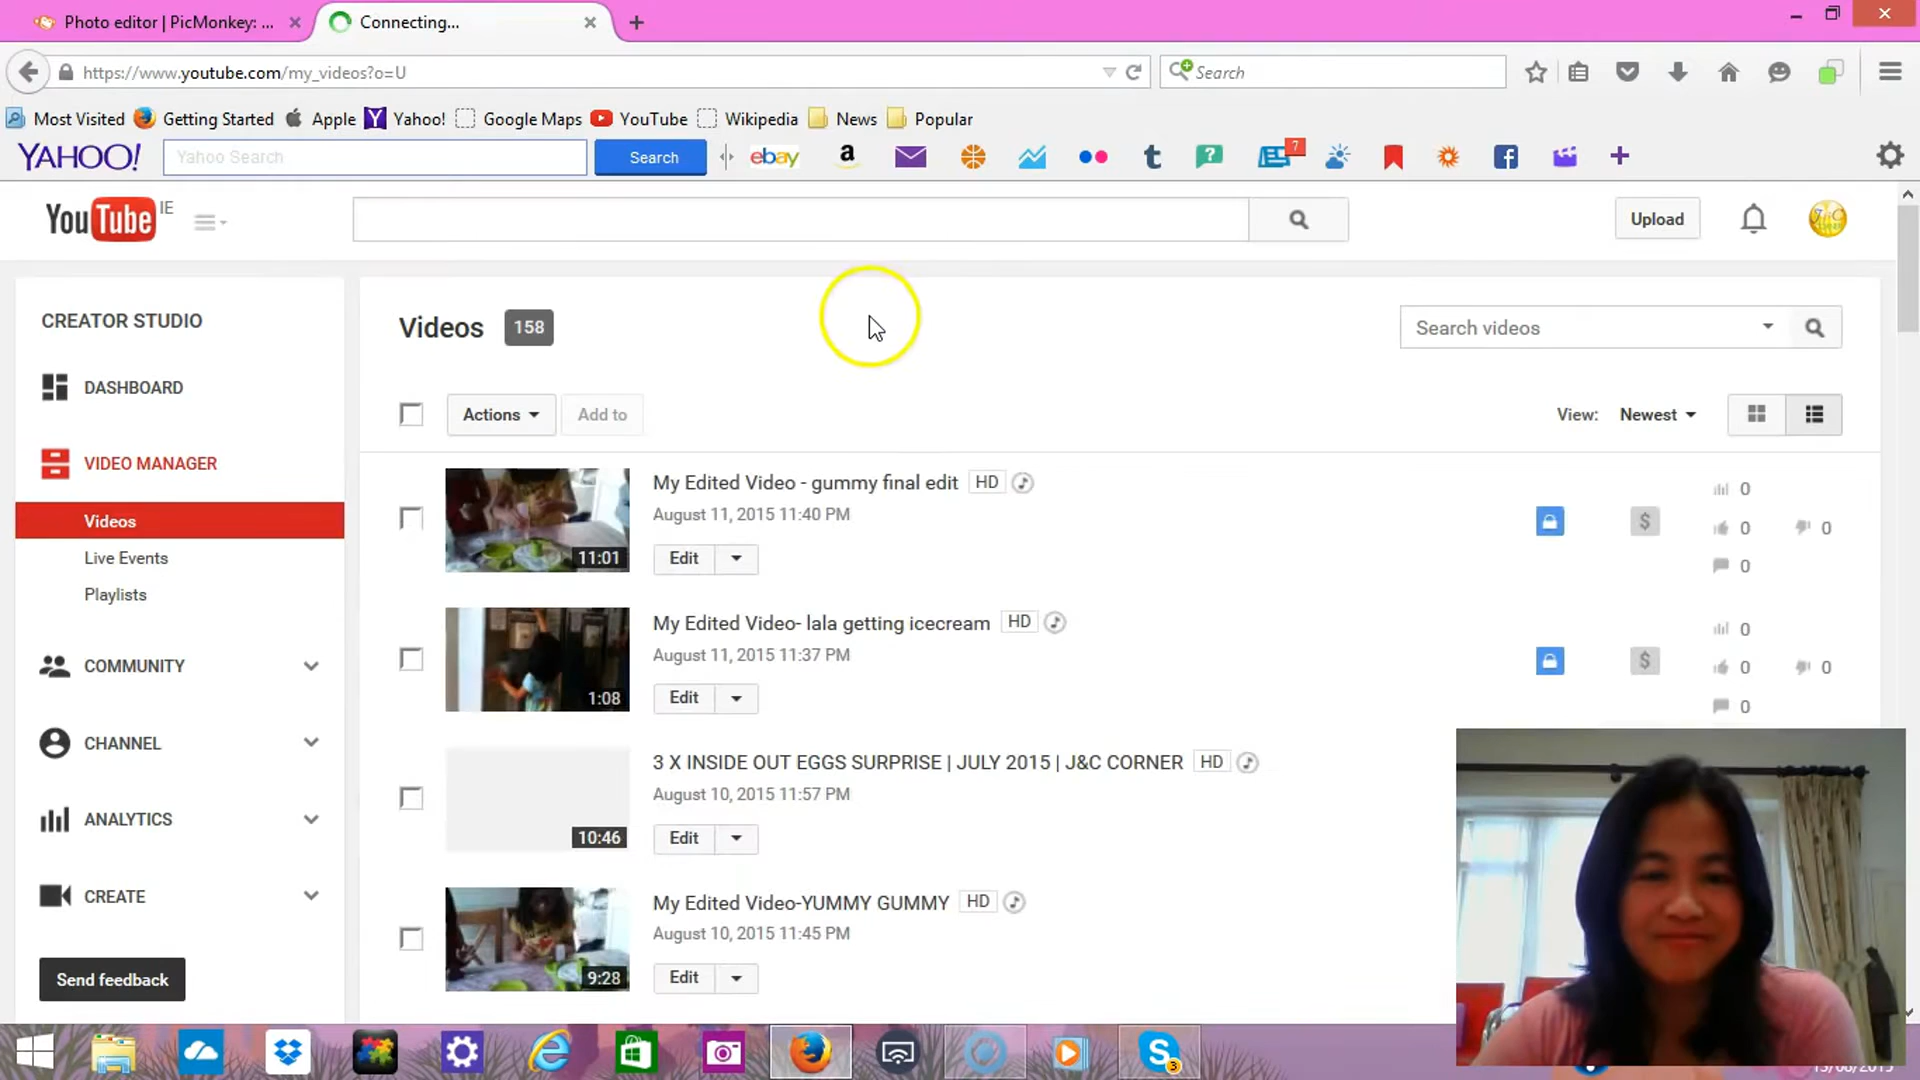 Photo editor | PicMonkey: ...
Connecting...
https://www.youtube.com/my_videos?o=U
Search
Most Visited Getting Started Apple Yahoo! Google Maps YouTube Wikipedia News Popular
YAHOO! Yahoo Search Search ebay a t ? 7
YouTube IE
Upload
CREATOR STUDIO
DASHBOARD
VIDEO MANAGER
Videos
Live Events
Playlists
COMMUNITY
CHANNEL
ANALYTICS
CREATE
Send feedback
Videos 158
Search videos
Actions Add to
View: Newest
My Edited Video - gummy final edit HD
August 11, 2015 11:40 PM
11:01
Edit
$
0
0 0
0
My Edited Video- lala getting icecream HD
August 11, 2015 11:37 PM
1:08
Edit
$
0
0 0
0
3 X INSIDE OUT EGGS SURPRISE | JULY 2015 | J&C CORNER HD
August 10, 2015 11:57 PM
10:46
Edit
My Edited Video-YUMMY GUMMY HD
August 10, 2015 11:45 PM
9:28
Edit
3